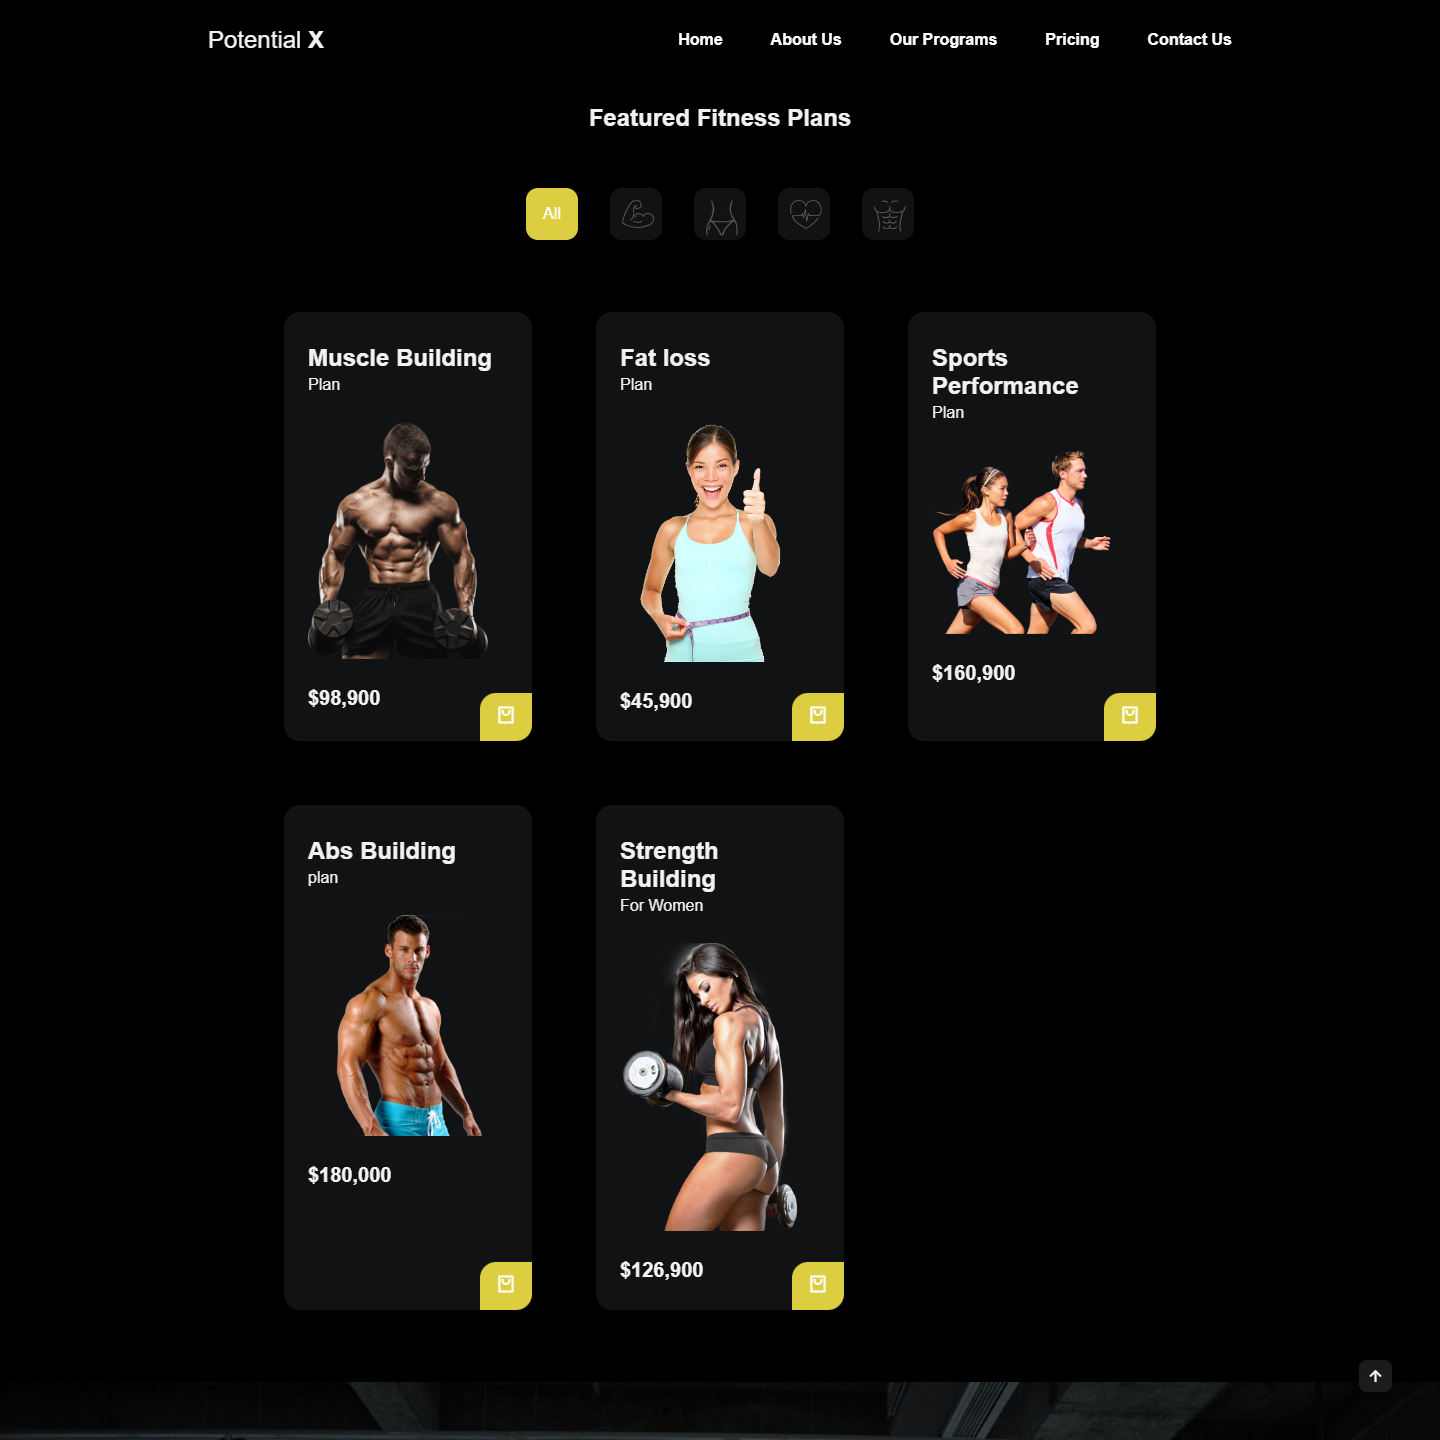 Potential X
Home
About Us
Our Programs
Pricing
Contact Us
Featured Fitness Plans
All
Muscle Building
Plan
$98,900
Fat loss
Plan
$45,900
Sports
Performance
Plan
$160,900
Abs Building
plan
$180,000
Strength
Building
For Women
$126,900